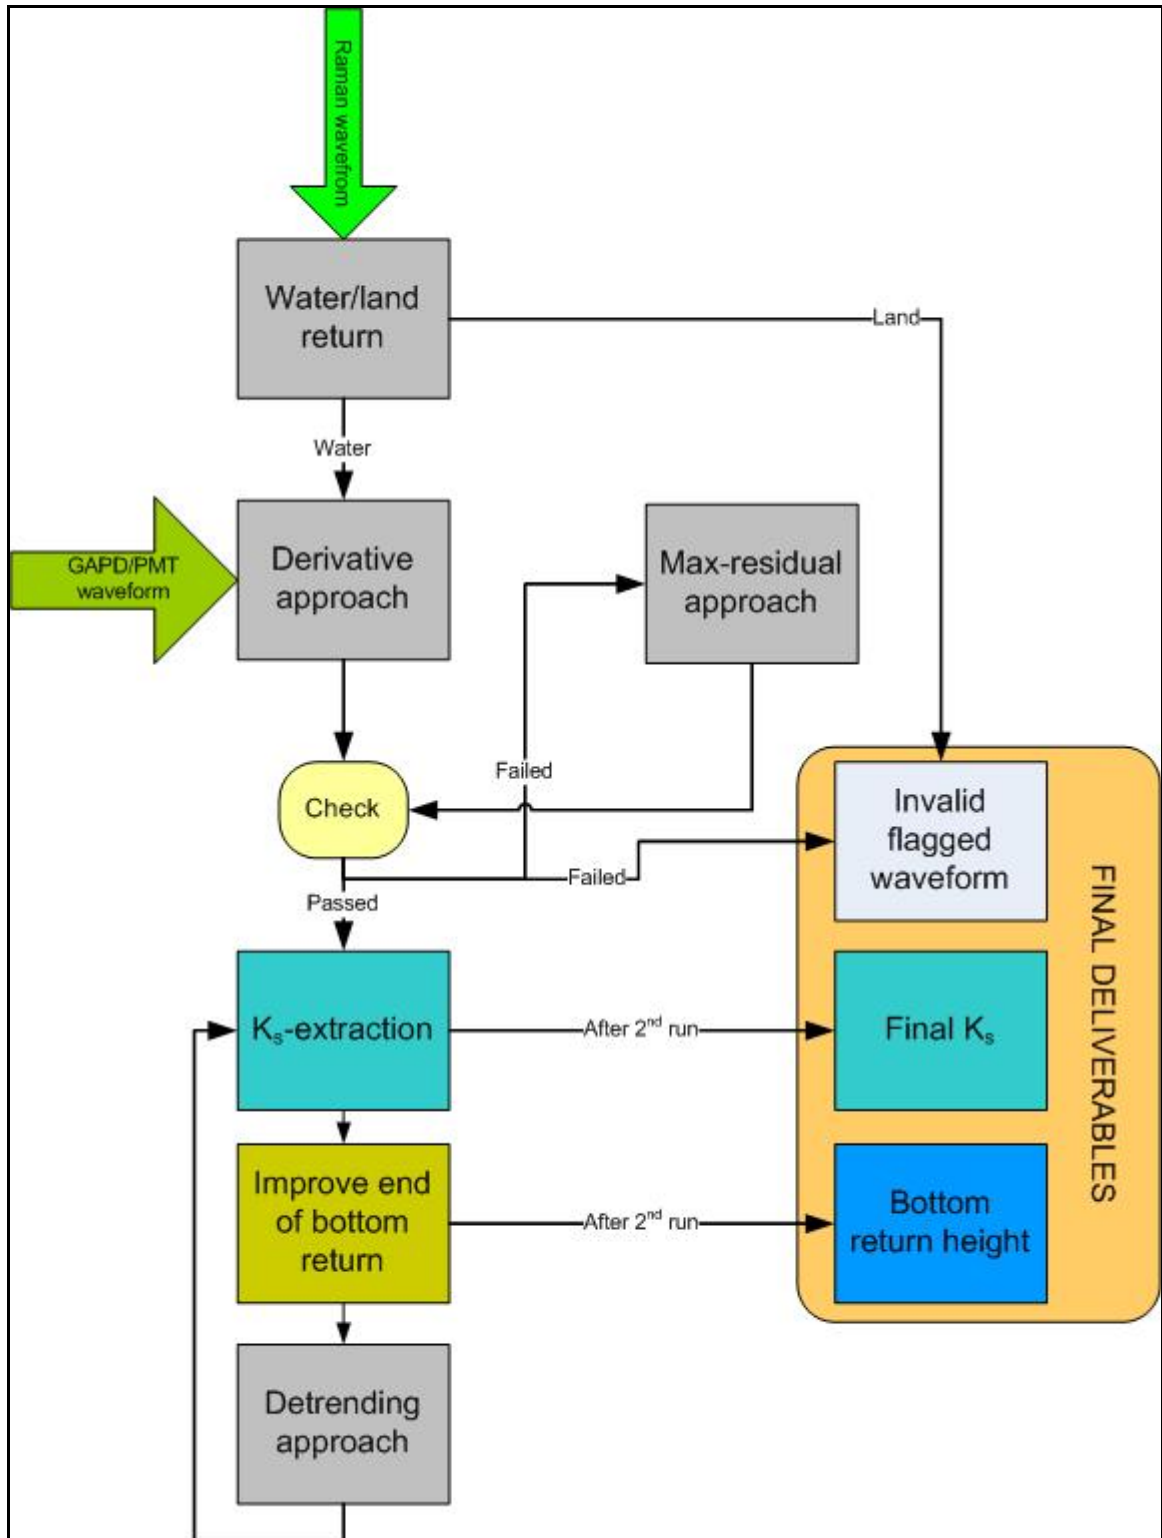 Raman wavefrom
Water/land
return
Land
Water
GAPD/PMT
waveform
Derivative
approach
Max-residual
approach
Failed
Check
Invalid
flagged
waveform
Failed
Passed
FINAL DELIVERABLES
Kₛ-extraction
After 2ⁿᵈ run
Final Kₛ
Improve end
of bottom
return
After 2ⁿᵈ run
Bottom
return height
Detrending
approach